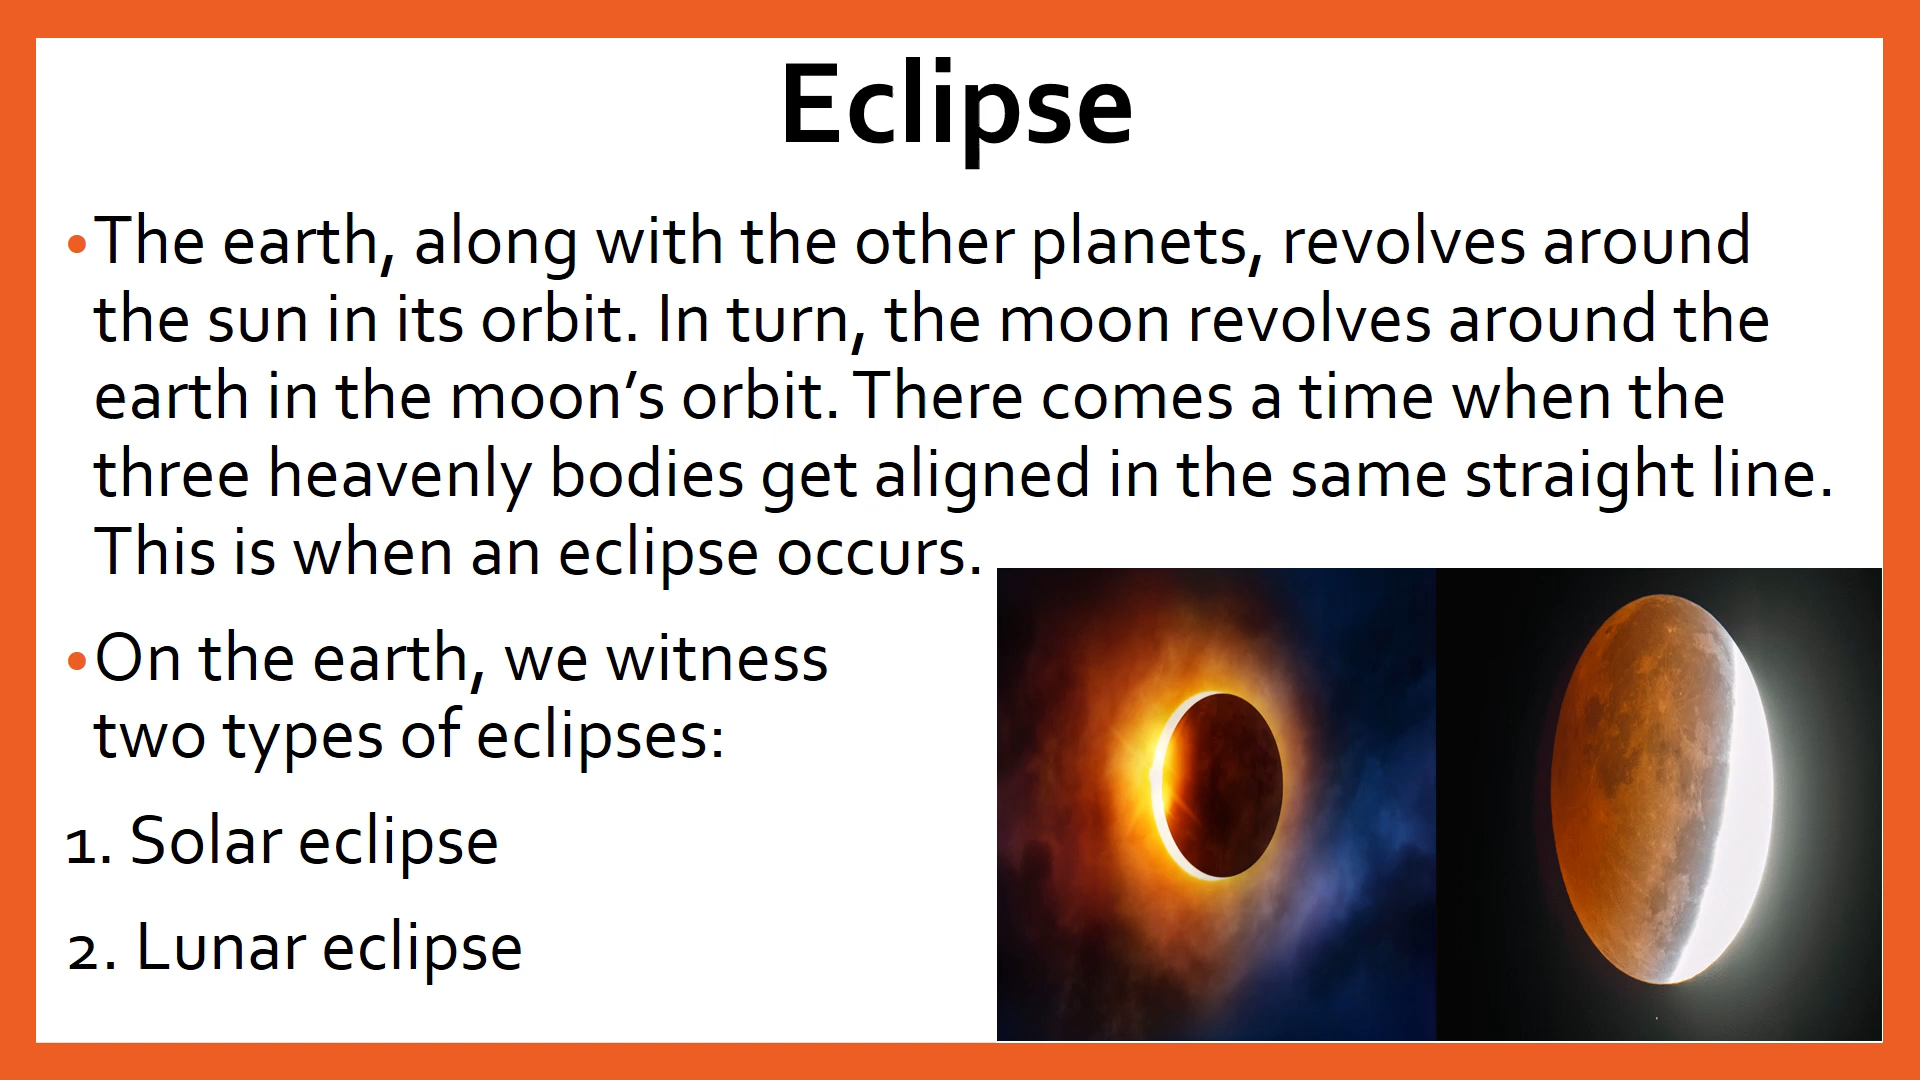 Eclipse
•The earth, along with the other planets, revolves around
the sun in its orbit. In turn, the moon revolves around the
earth in the moon’s orbit. There comes a time when the
three heavenly bodies get aligned in the same straight line.
This is when an eclipse occurs.
•On the earth, we witness
two types of eclipses:
1. Solar eclipse
2. Lunar eclipse